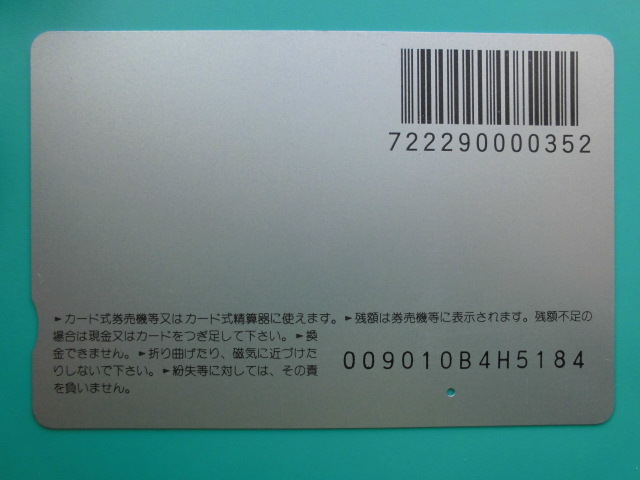 722290000352
►カード式券売機等又はカード式精算器に使えます。►残額は券売機等に表示されます。残額不足の
場合は現金又はカードをつぎ足して下さい。►換
金できません。►折り曲げたり、磁気に近づけた
りしないで下さい。►紛失等に対しては、その責
を負いません。
009010B4H5184